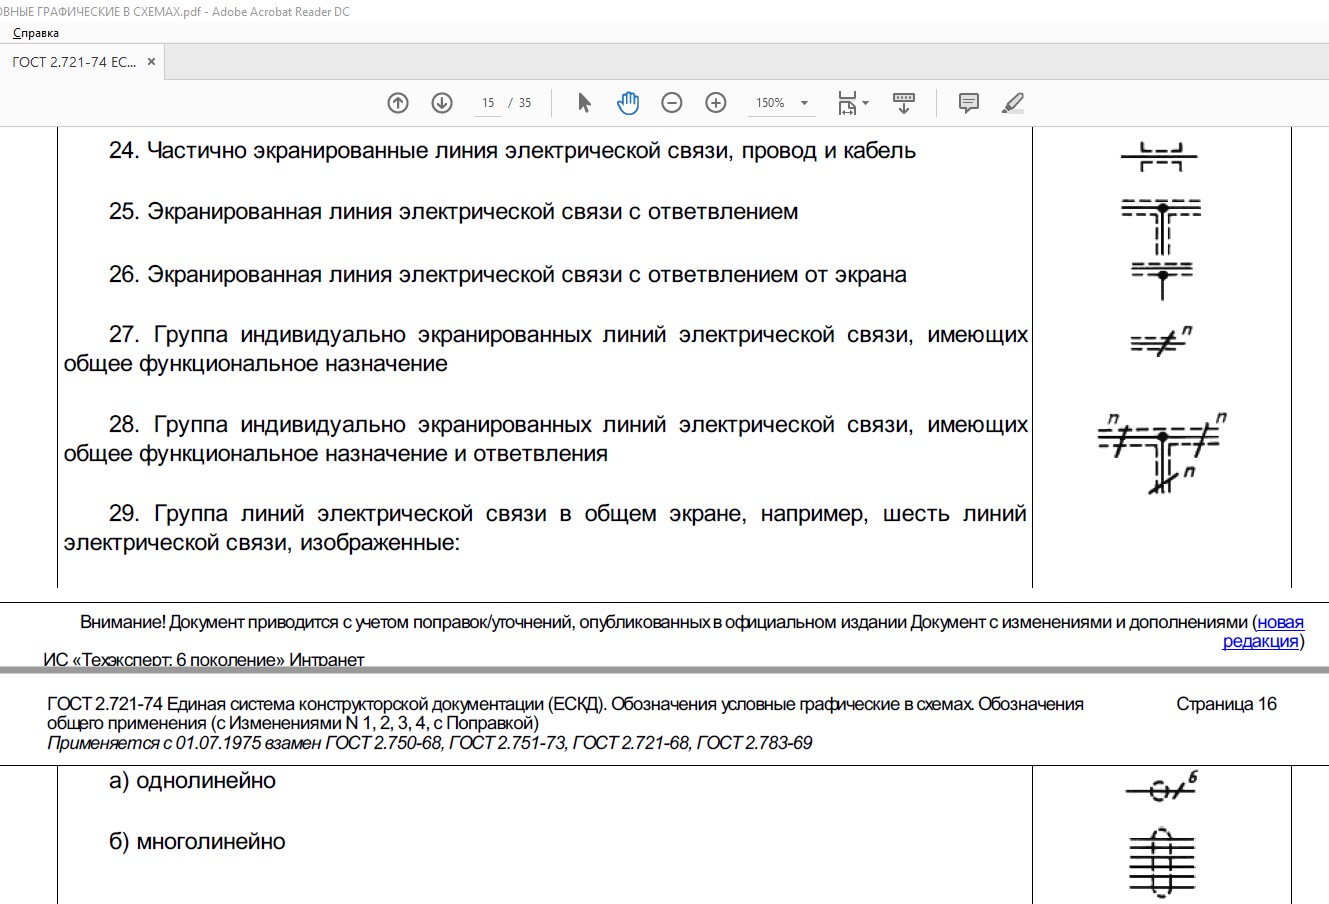 ОВНЫЕ ГРАФИЧЕСКИЕ В СХЕМАХ.pdf - Adobe Acrobat Reader DC
Справка
ГОСТ 2.721-74 ЕС... ×
15 / 35 150%
24. Частично экранированные линия электрической связи, провод и кабель
25. Экранированная линия электрической связи с ответвлением
26. Экранированная линия электрической связи с ответвлением от экрана
27. Группа индивидуально экранированных линий электрической связи, имеющих
общее функциональное назначение
n
28. Группа индивидуально экранированных линий электрической связи, имеющих
общее функциональное назначение и ответвления
n n
n
29. Группа линий электрической связи в общем экране, например, шесть линий
электрической связи, изображенные:
Внимание! Документ приводится с учетом поправок/уточнений, опубликованных в официальном издании Документ с изменениями и дополнениями (новая
редакция)
ИС «Техэксперт: 6 поколение» Интранет
ГОСТ 2.721-74 Единая система конструкторской документации (ЕСКД). Обозначения условные графические в схемах. Обозначения
общего применения (с Изменениями N 1, 2, 3, 4, с Поправкой)
Страница 16
Применяется с 01.07.1975 взамен ГОСТ 2.750-68, ГОСТ 2.751-73, ГОСТ 2.721-68, ГОСТ 2.783-69
а) однолинейно
6
б) многолинейно